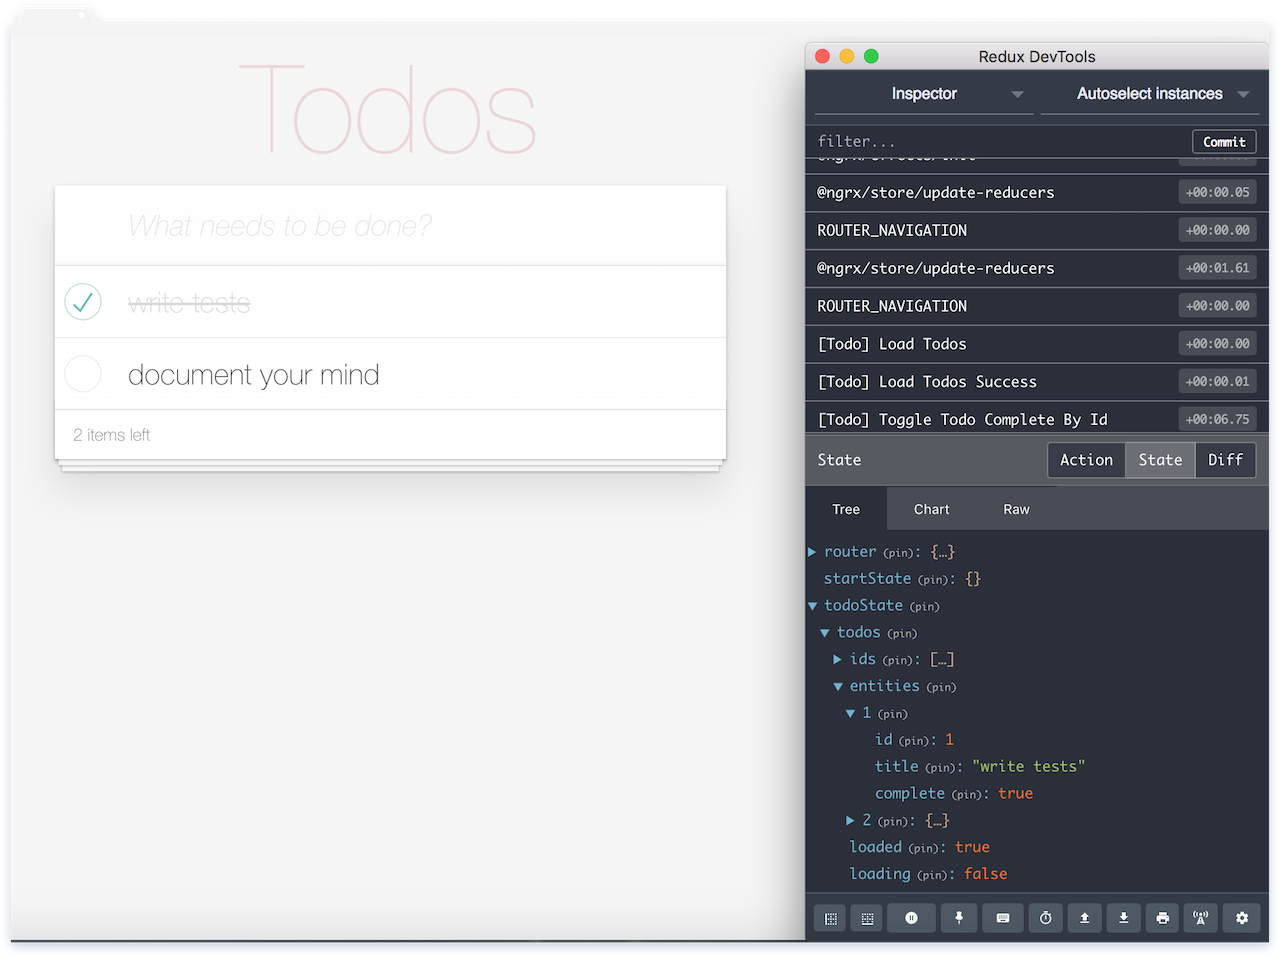 Todos
What needs to be done?
write tests
document your mind
2 items left
Redux DevTools
Inspector
Autoselect instances
filter...
Commit
@ngrx/store/update-reducers +00:00.05
ROUTER_NAVIGATION +00:00.00
@ngrx/store/update-reducers +00:01.61
ROUTER_NAVIGATION +00:00.00
[Todo] Load Todos +00:00.00
[Todo] Load Todos Success +00:00.01
[Todo] Toggle Todo Complete By Id +00:06.75
State
Action State Diff
Tree Chart Raw
router (pin): {…}
startState (pin): {}
todoState (pin)
todos (pin)
ids (pin): […]
entities (pin)
1 (pin)
id (pin): 1
title (pin): "write tests"
complete (pin): true
2 (pin): {…}
loaded (pin): true
loading (pin): false